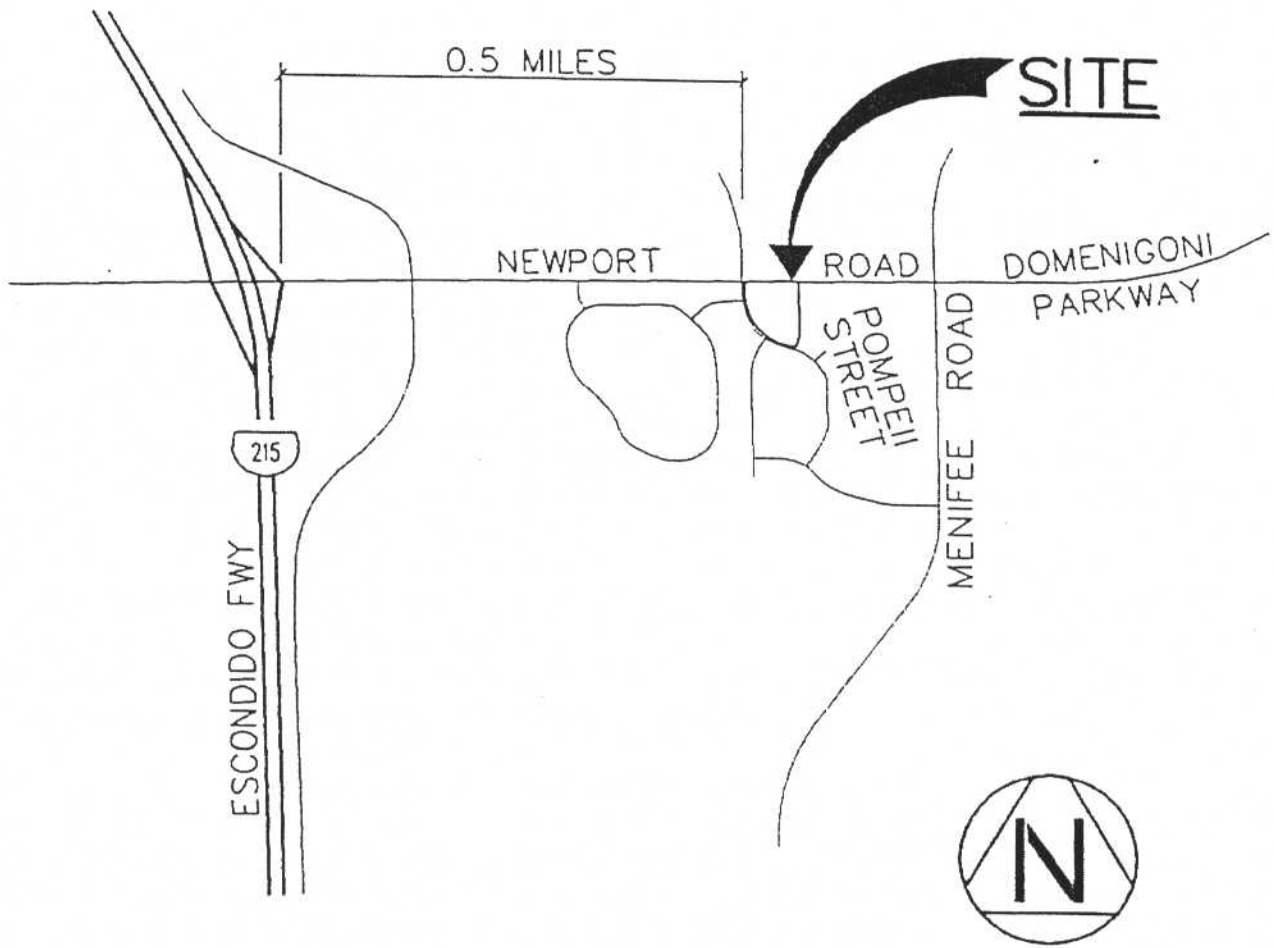 0.5 MILES
SITE
NEWPORT ROAD
DOMENIGONI
PARKWAY
POMPEII
STREET
MENIFEE ROAD
215
ESCONDIDO FWY
N